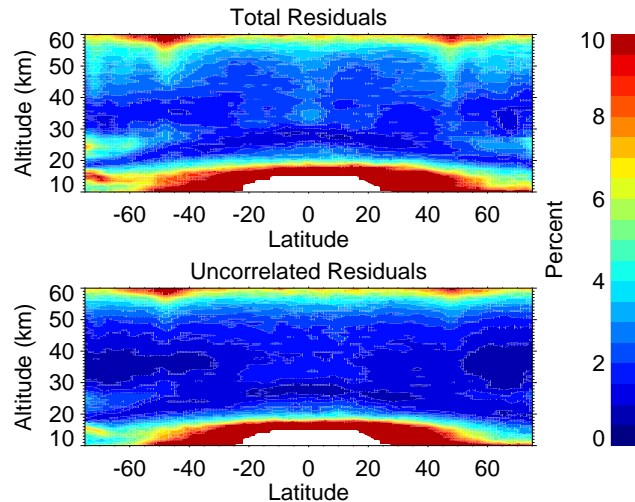 Total Residuals
60
50
40
30
20
10
Altitude (km)
-60 -40 -20 0 20 40 60
Latitude
Uncorrelated Residuals
60
50
40
30
20
10
Altitude (km)
-60 -40 -20 0 20 40 60
Latitude
10
8
6
4
2
0
Percent